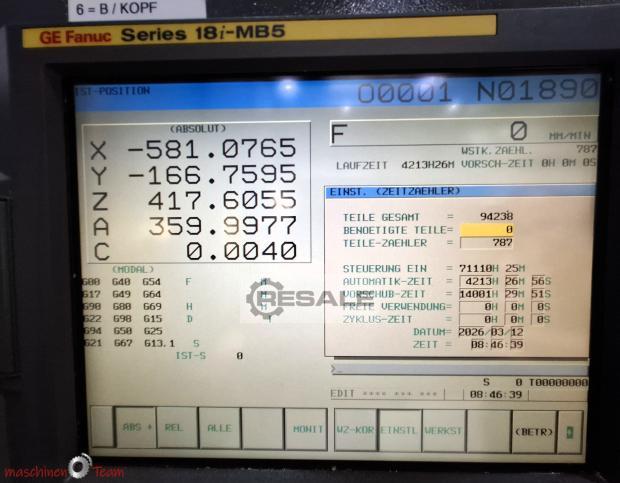 6 = B / KOPF
GE Fanuc Series 18i-MB5
IST-POSITION O0001 N01890
(ABSOLUT)
X -581.0765
Y -166.7595
Z 417.6055
A 359.9977
C 0.0040
F 0 MM/MIN
WSTK.ZAEHL. 787
LAUFZEIT 4213H26M VORSCH-ZEIT 0H 0M 0S
EINST. (ZEITZAEHLER)
TEILE GESAMT = 94238
BENOETIGTE TEILE= 0
TEILE-ZAEHLER = 787
STEUERUNG EIN = 71110H 25M
AUTOMATIK-ZEIT = 4213H 26M 56S
VORSCHUB-ZEIT = 14001H 29M 51S
FREIE VERWENDUNG= 0H 0M 0S
ZYKLUS-ZEIT = 0H 0M 0S
DATUM= 2026/03/12
ZEIT = 08:46:39
(MODAL)
G00 G40 G54 F M
G17 G49 G64 M
G90 G80 G69 H M
G22 G98 G15 D T
G94 G50 G25
G21 G67 G13.1 S
IST-S 0
RESALE
>_
S 0 T00000000
EDIT **** *** *** 08:46:39
ABS + REL ALLE MONIT WZ-KOR EINSTL WERKST (BETR)
maschinen Team